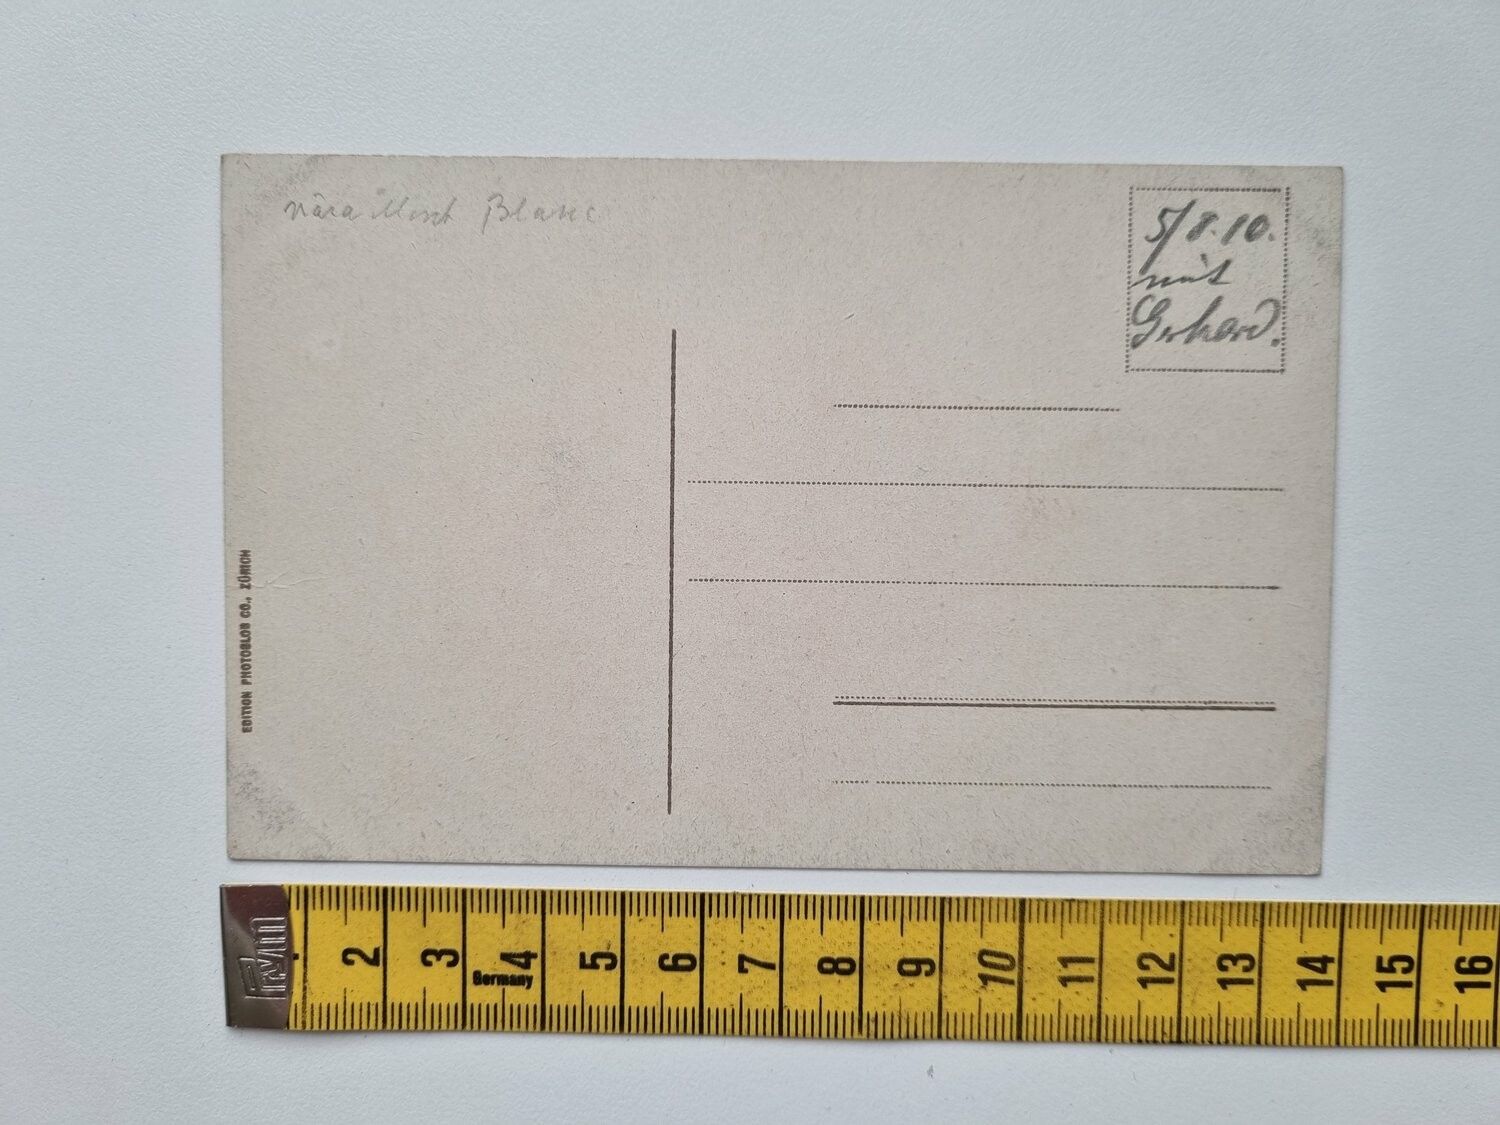 nära Mont Blanc
5/8.10.
mit
Gerhard.
EDITION PHOTOGLOB CO., ZÜRICH
Prym
2 3 4 5 6 7 8 9 10 11 12 13 14 15 16
Germany